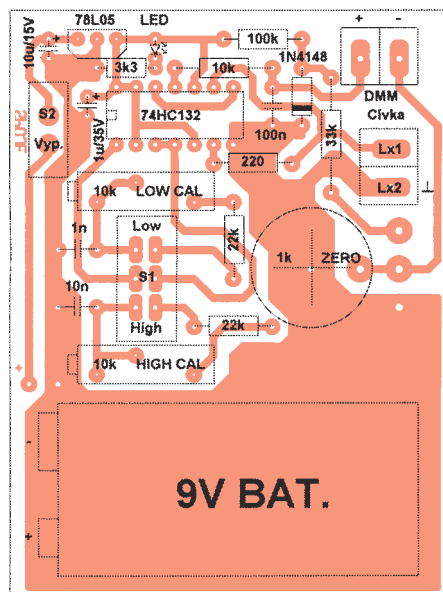 78L05 LED
10u/15V
+
100k
+ -
3k3
10k
1N4148
DMM
S2
1u/35V
+
74HC132
100n
33k
Cívka
Vyp.
220
Lx1
Lx2
10k LOW CAL
1n
Low
22k
1k ZERO
10n
S1
High
22k
10k HIGH CAL
+
-
9V BAT.
+